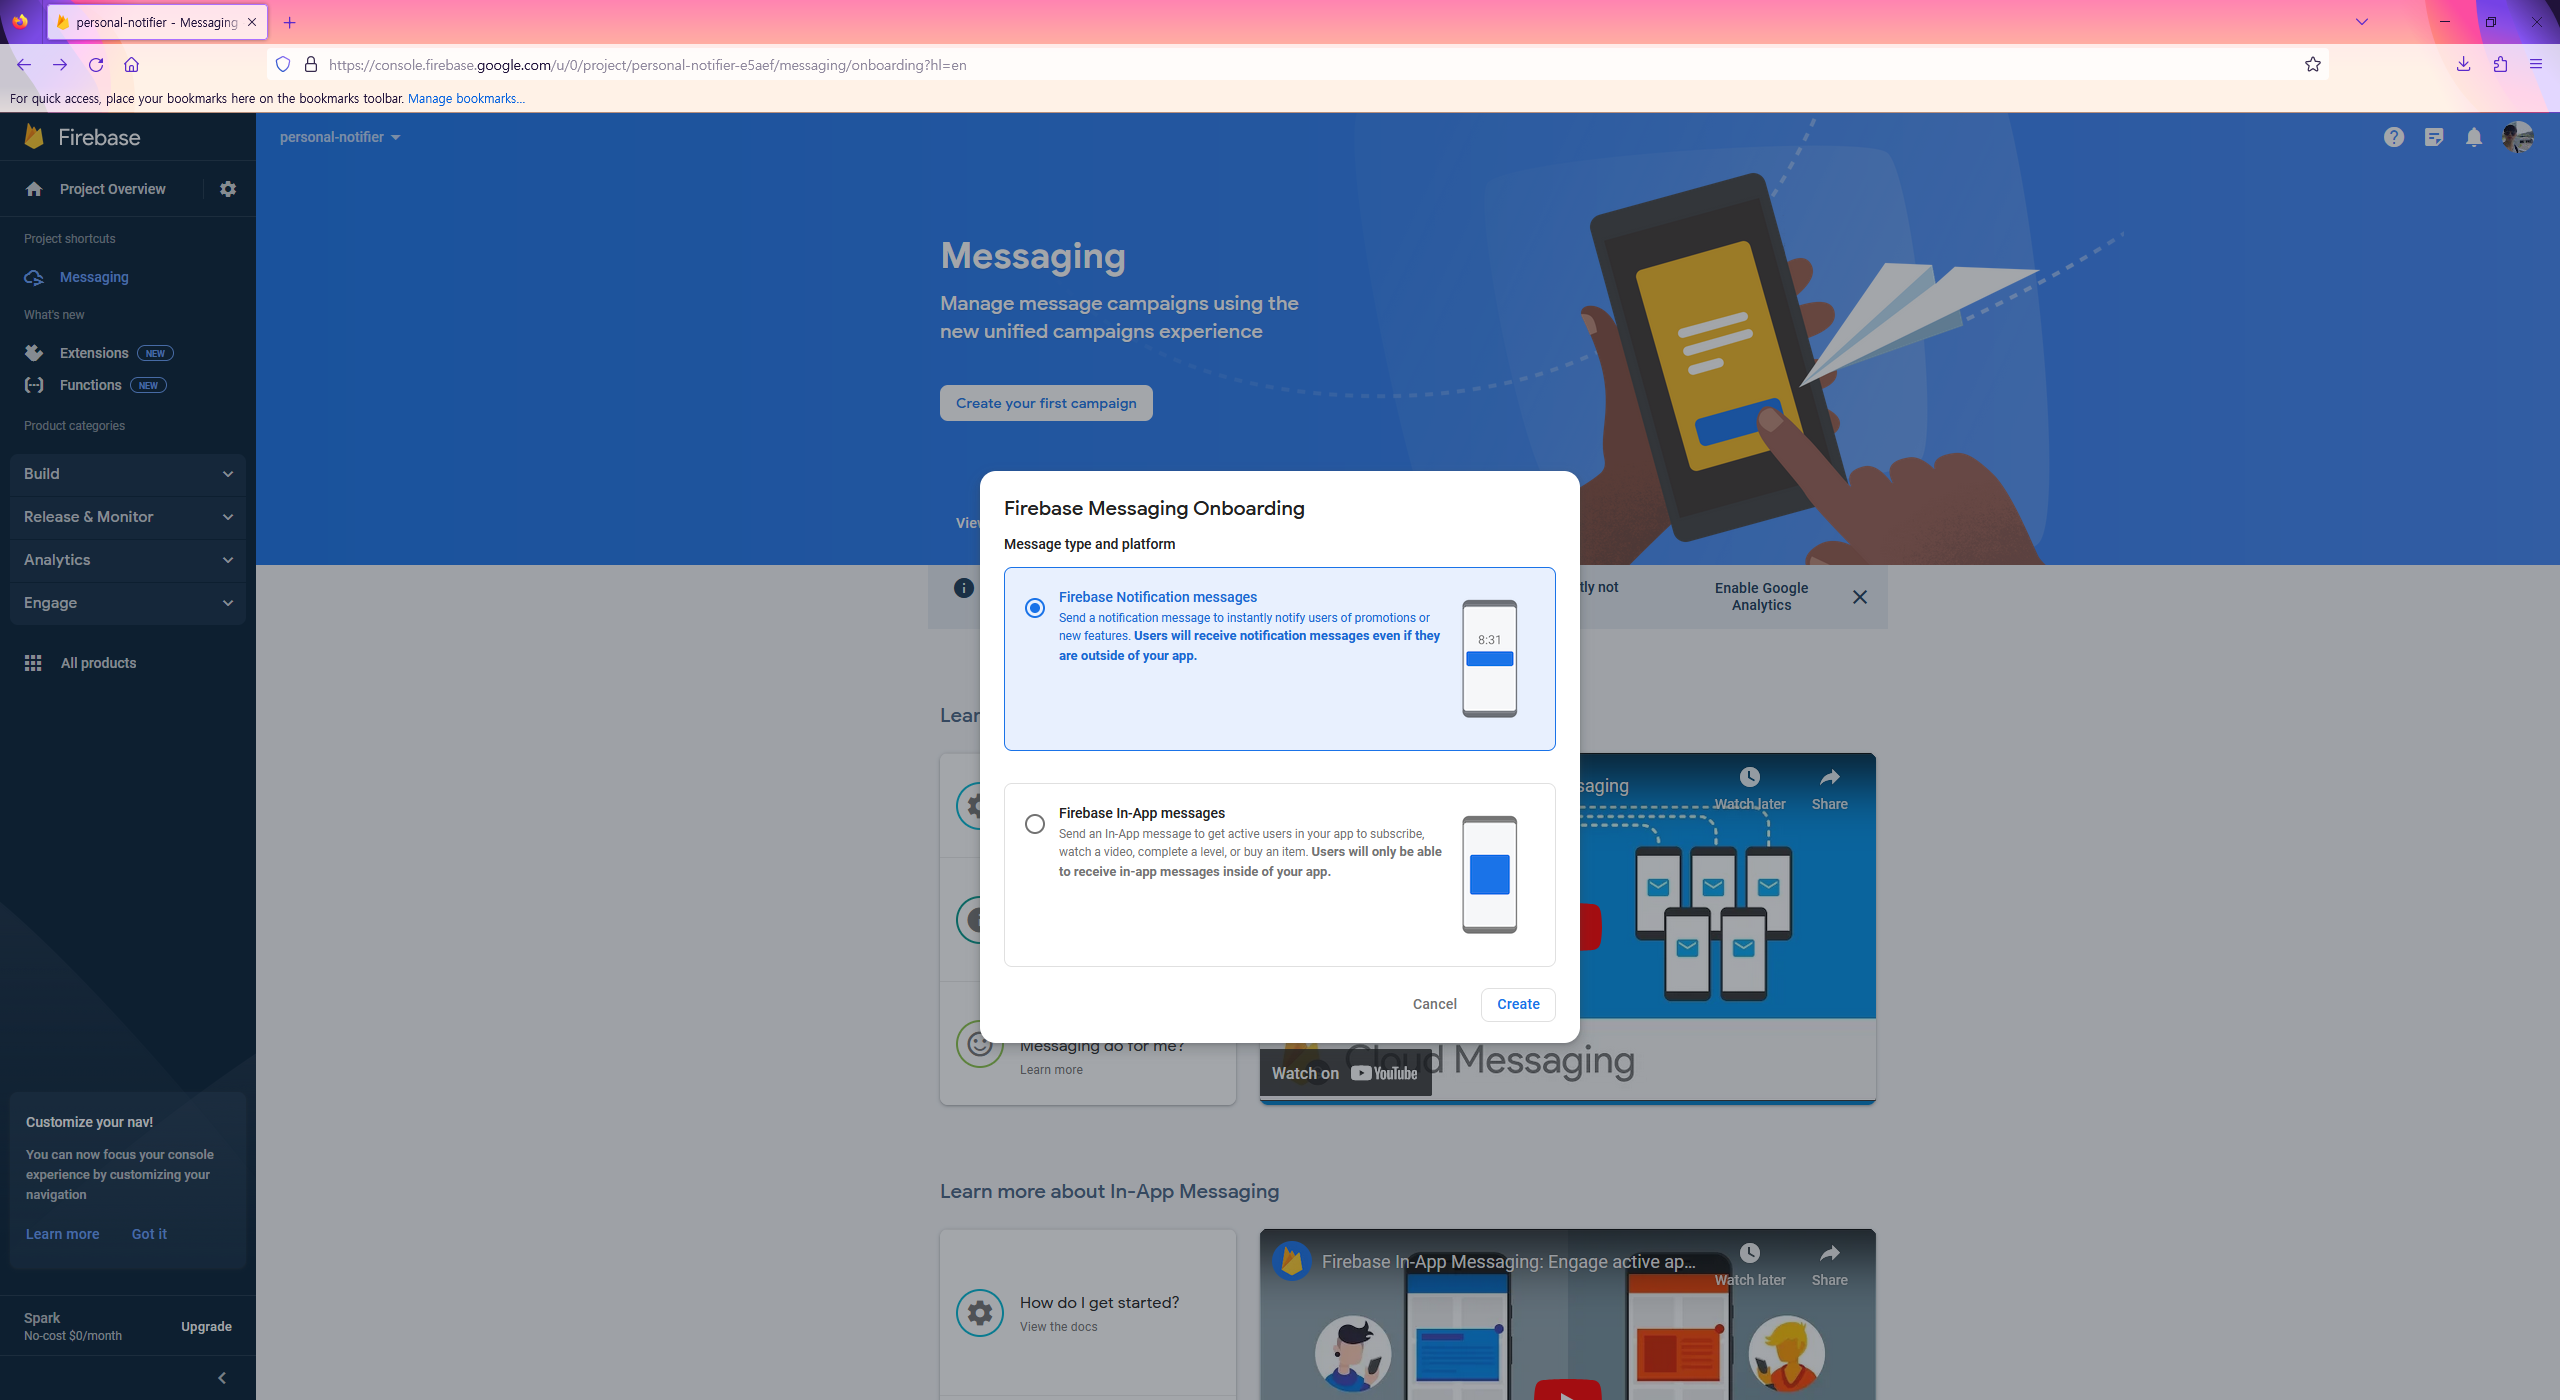 personal-notifier - Messaging
https://console.firebase.google.com/u/0/project/personal-notifier-e5aef/messaging/onboarding?hl=en
For quick access, place your bookmarks here on the bookmarks toolbar. Manage bookmarks...
Firebase
personal-notifier
Project Overview
Project shortcuts
Messaging
What's new
Extensions NEW
Functions NEW
Product categories
Build
Release & Monitor
Analytics
Engage
All products
Customize your nav!
You can now focus your console
experience by customizing your
navigation
Learn more Got it
Spark
No-cost $0/month
Upgrade
Messaging
Manage message campaigns using the
new unified campaigns experience
Create your first campaign
Firebase Messaging Onboarding
Message type and platform
Firebase Notification messages
Send a notification message to instantly notify users of promotions or
new features. Users will receive notification messages even if they
are outside of your app.
8:31
Firebase In-App messages
Send an In-App message to get active users in your app to subscribe,
watch a video, complete a level, or buy an item. Users will only be able
to receive in-app messages inside of your app.
Cancel Create
not
Enable Google
Analytics
Watch later Share
Messaging do for me?
Learn more
Watch on YouTube
Cloud Messaging
Learn more about In-App Messaging
How do I get started?
View the docs
Firebase In-App Messaging: Engage active ap...
Watch later Share